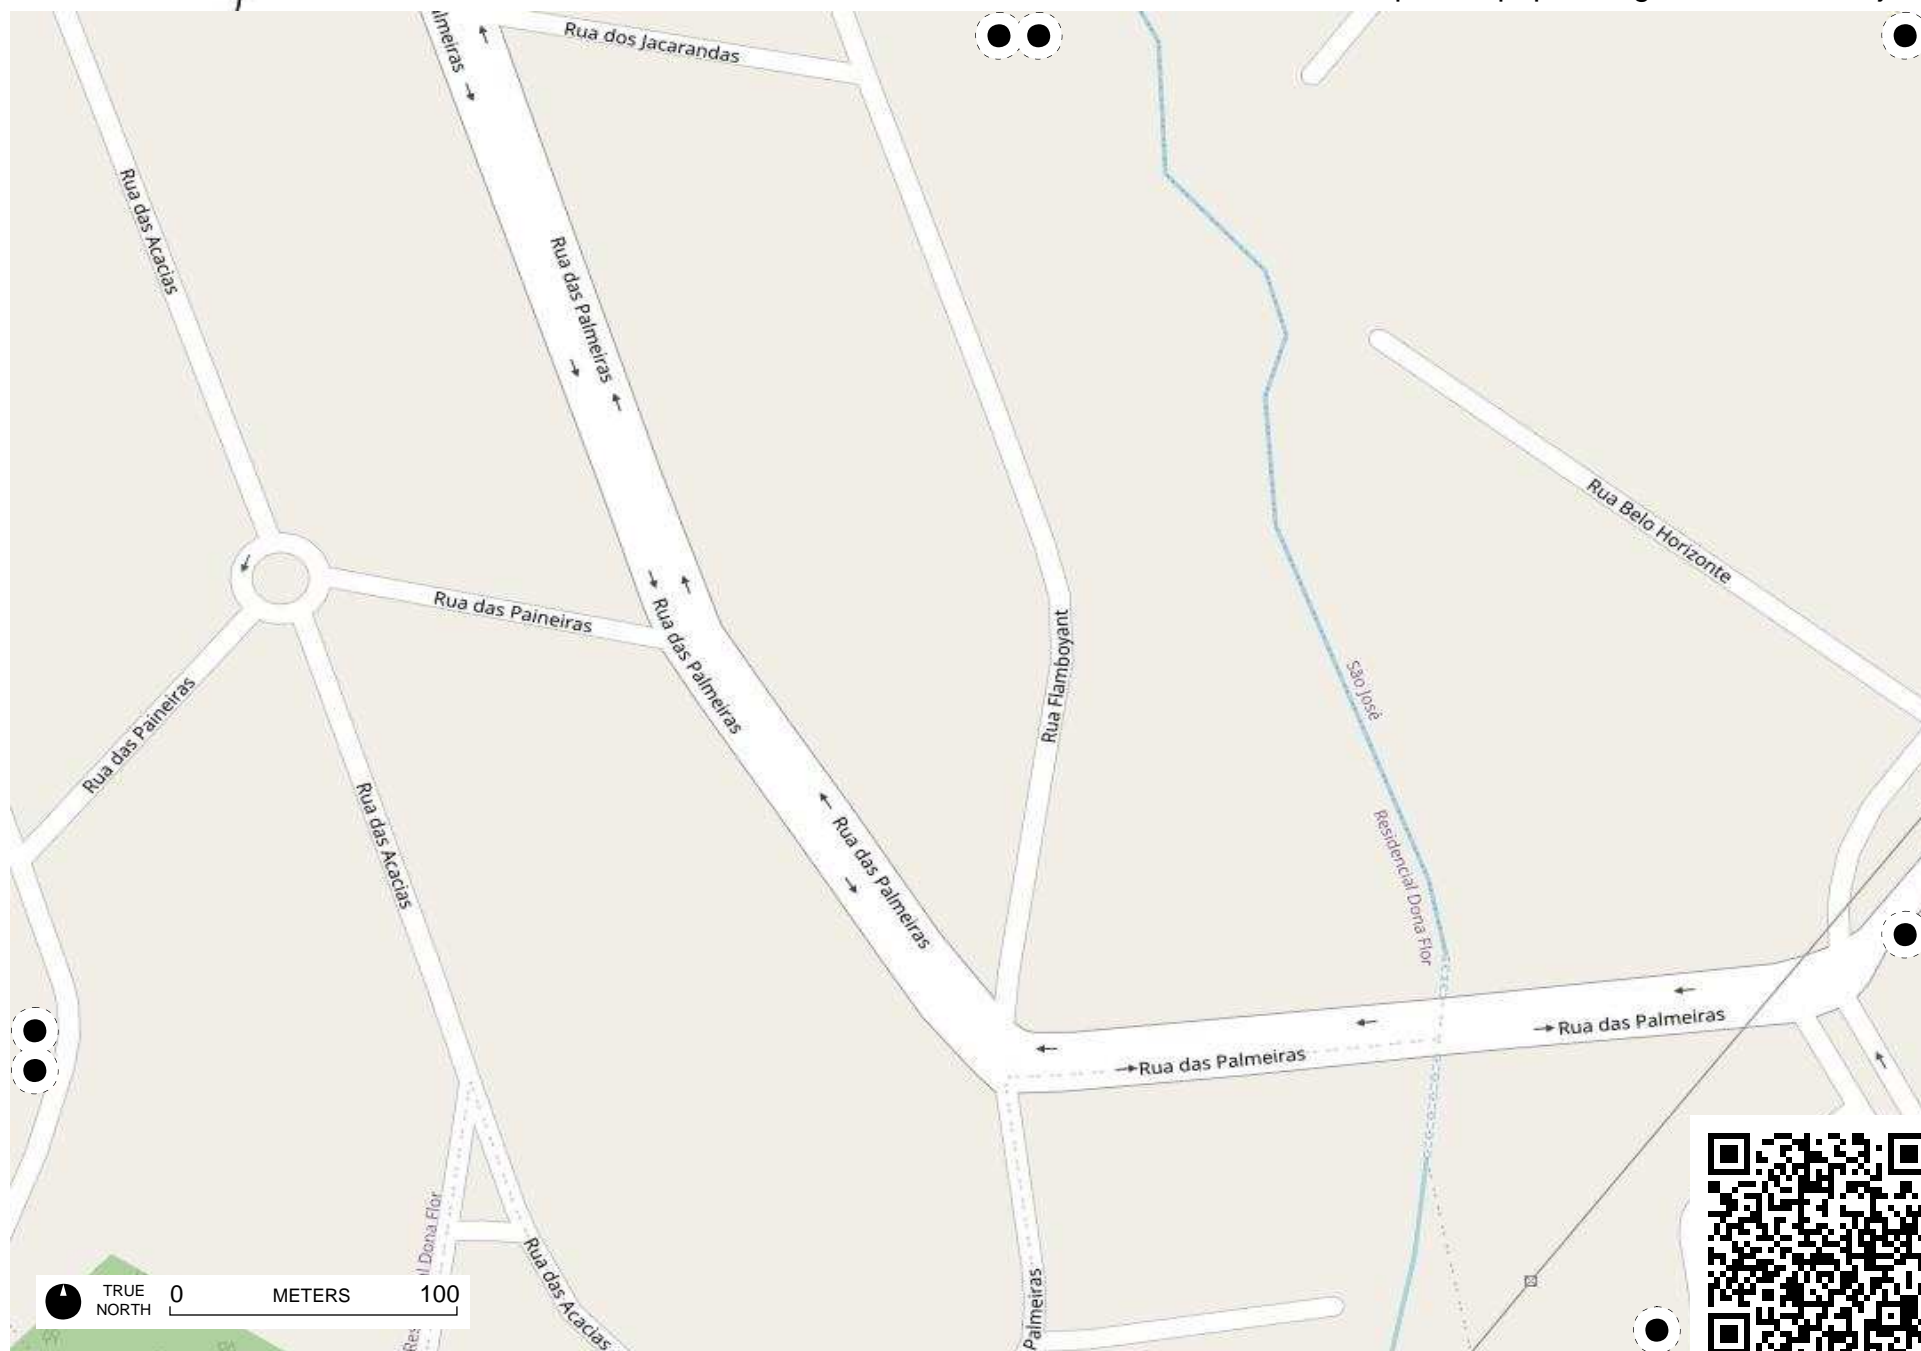 Rua dos Jacarandas
Rua das Acacias
Rua das Palmeiras
Rua Belo Horizonte
Rua das Paineiras
Rua das Palmeiras
Rua Flamboyant
São José
Rua das Paineiras
Rua das Acacias
Rua das Palmeiras
Residencial Dona Flor
Rua das Palmeiras
Rua das Palmeiras
Dona Flor
Rua das Acacias
Palmeiras
TRUE
NORTH
0 METERS 100